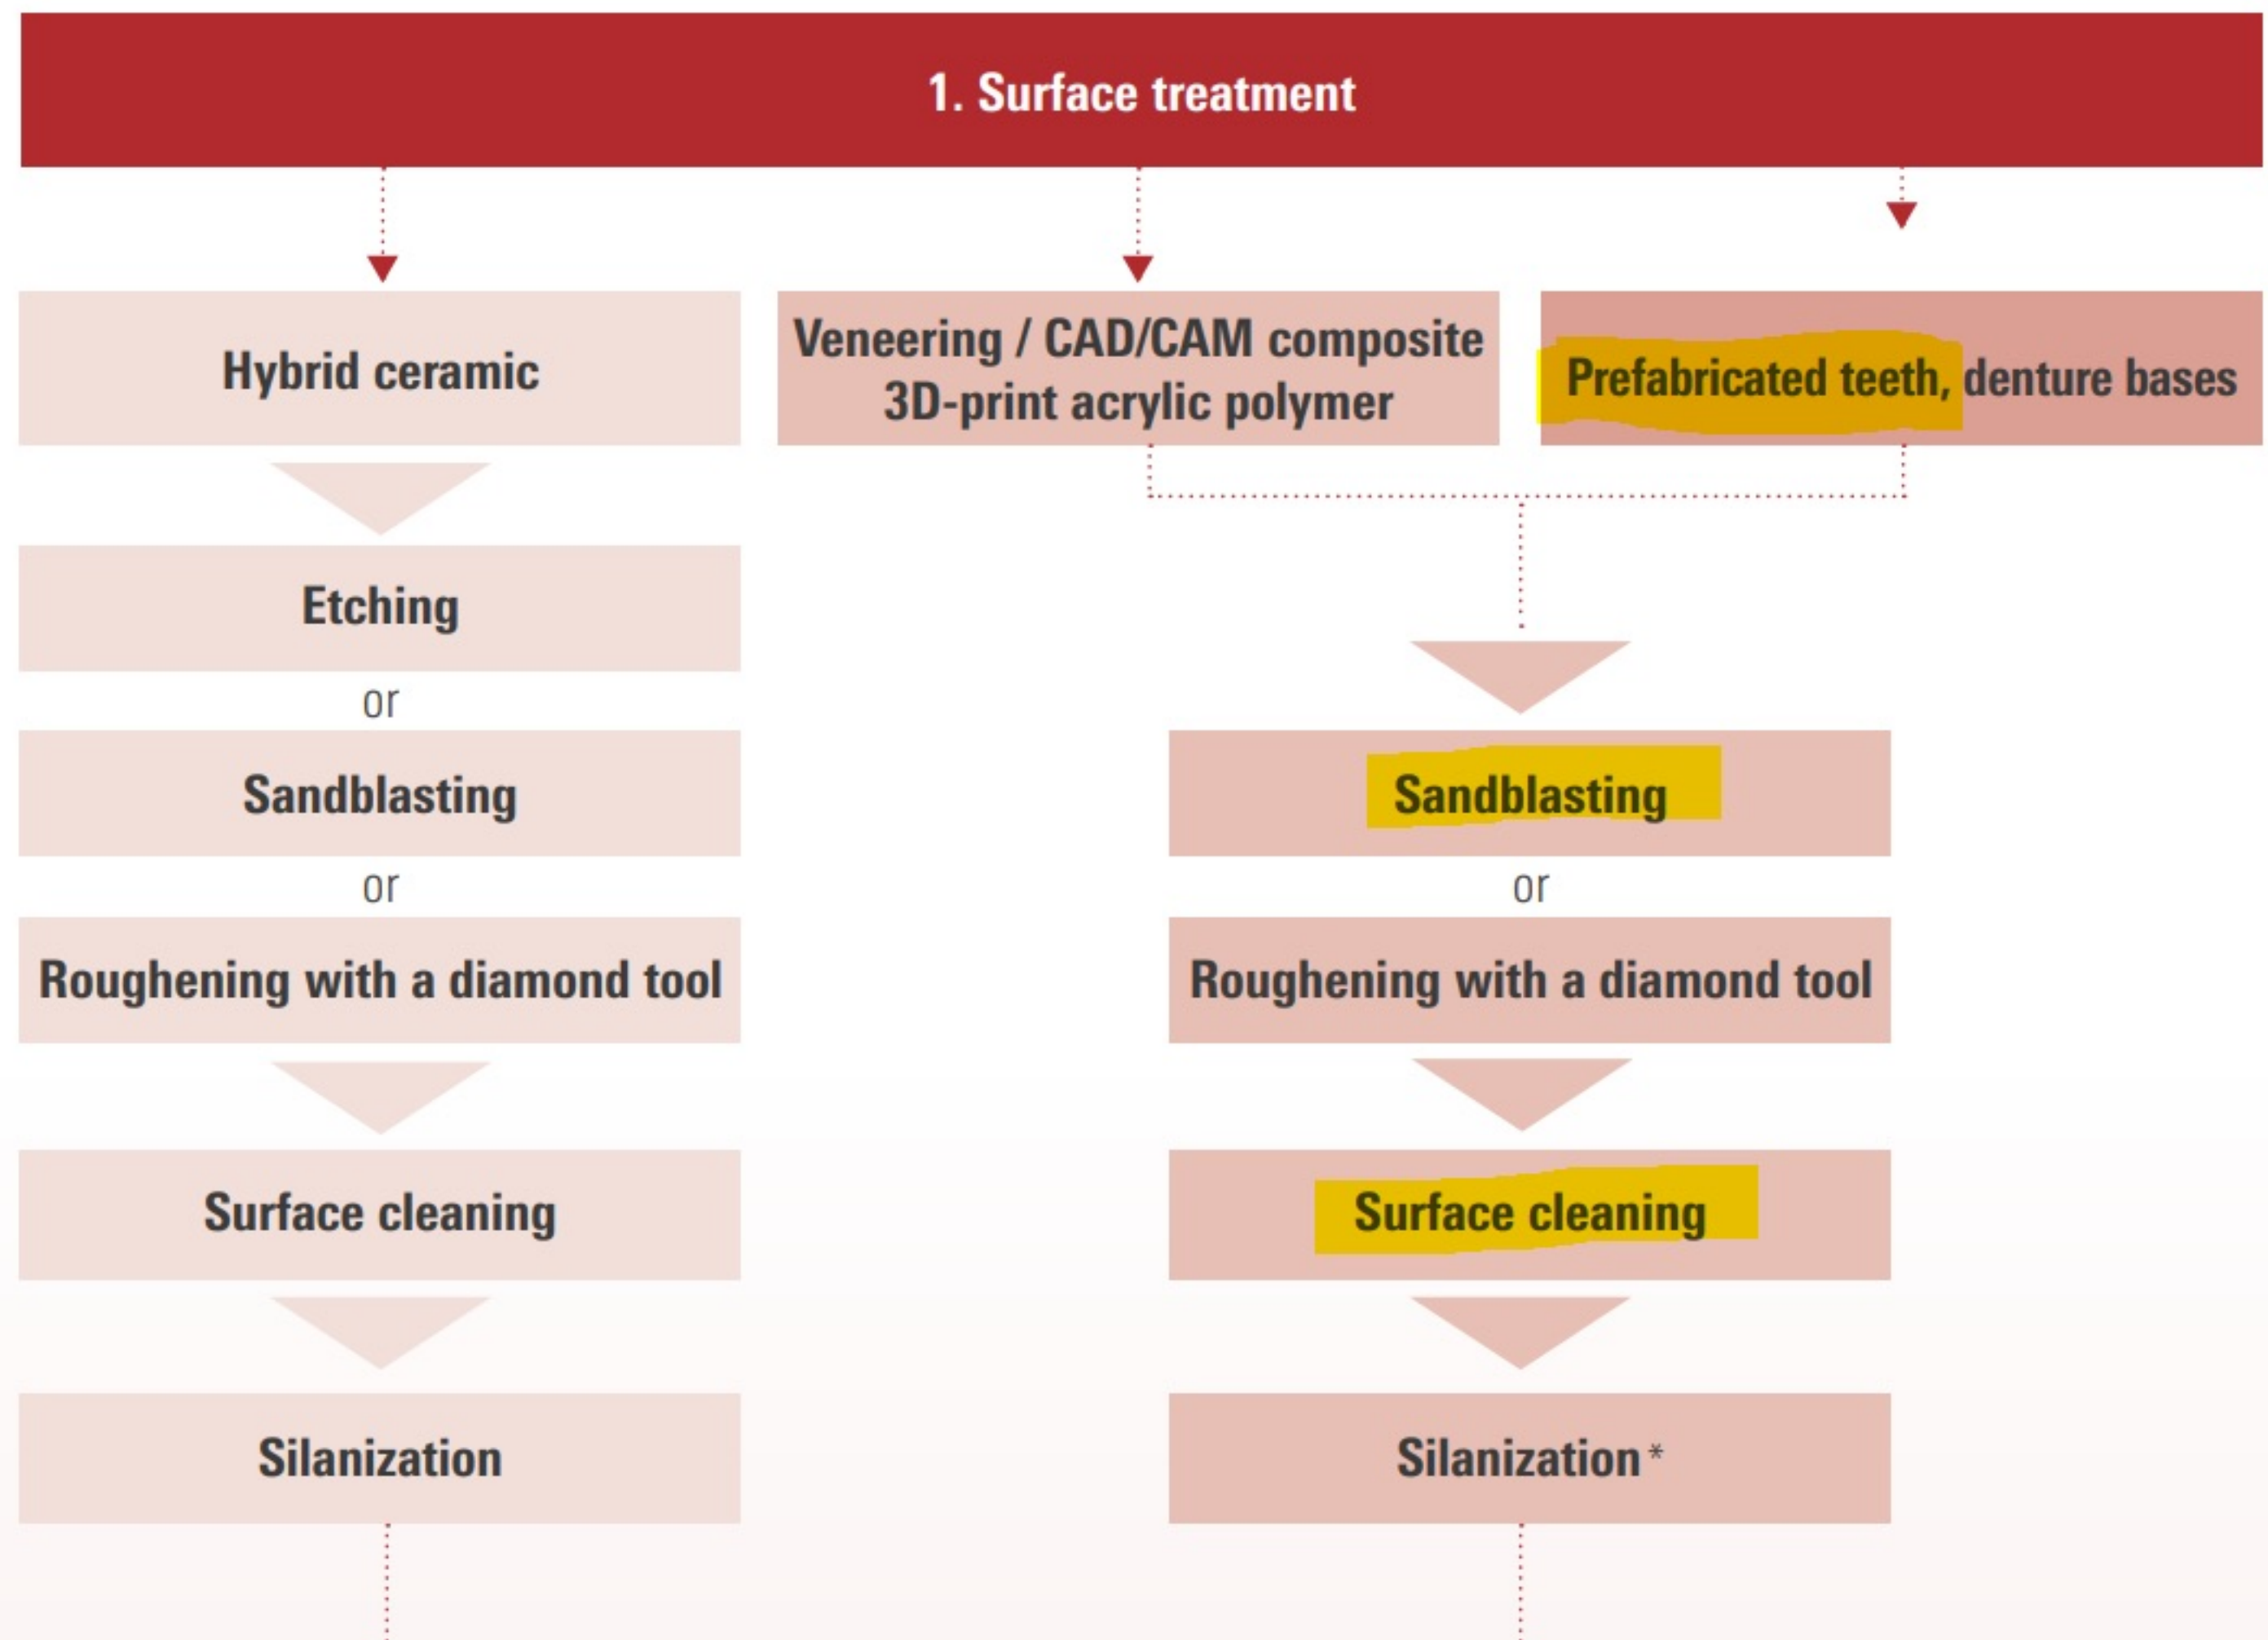 1. Surface treatment
Hybrid ceramic
Veneering / CAD/CAM composite
3D-print acrylic polymer
Prefabricated teeth, denture bases
Etching
or
Sandblasting
or
Roughening with a diamond tool
Surface cleaning
Silanization
Sandblasting
or
Roughening with a diamond tool
Surface cleaning
Silanization *